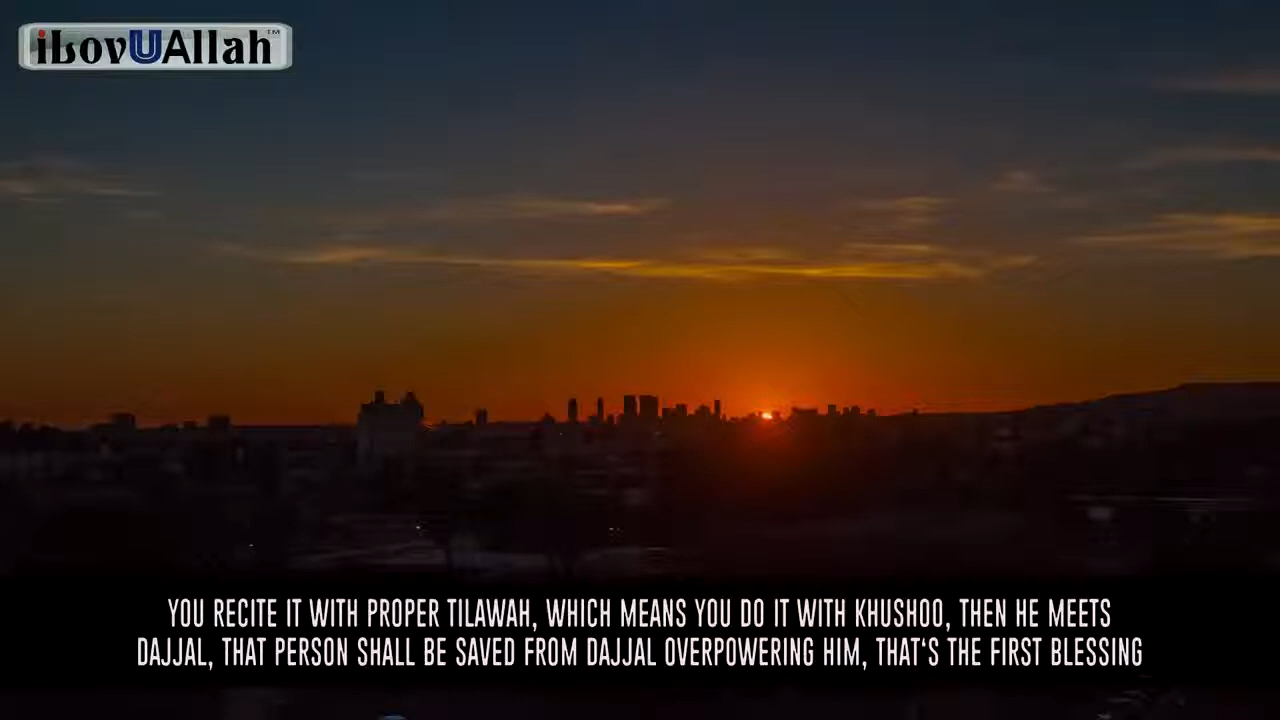 iLovUAllah™
YOU RECITE IT WITH PROPER TILAWAH, WHICH MEANS YOU DO IT WITH KHUSHOO, THEN HE MEETS
DAJJAL, THAT PERSON SHALL BE SAVED FROM DAJJAL OVERPOWERING HIM, THAT'S THE FIRST BLESSING